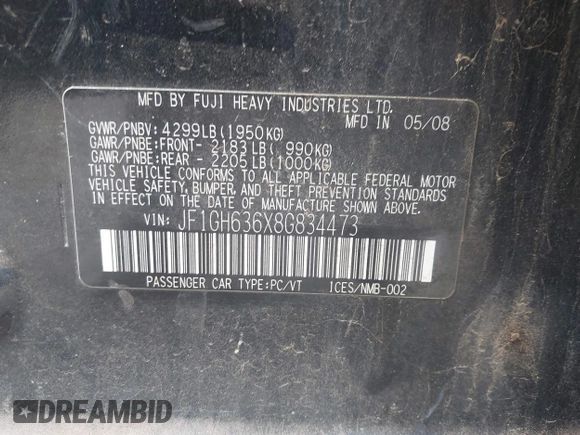 MFD BY FUJI HEAVY INDUSTRIES LTD.
MFD IN 05/08
GVWR/PNBV: 4299LB(1950KG)
GAWR/PNBE:FRONT- 2183LB( 990KG)
GAWR/PNBE:REAR - 2205LB(1000KG)
THIS VEHICLE CONFORMS TO ALL APPLICABLE FEDERAL MOTOR
VEHICLE SAFETY, BUMPER, AND THEFT PREVENTION STANDARDS
IN EFFECT ON THE DATE OF MANUFACTURE SHOWN ABOVE.
VIN: JF1GH636X8G834473
PASSENGER CAR TYPE:PC/VT ICES/NMB-002
DREAMBID